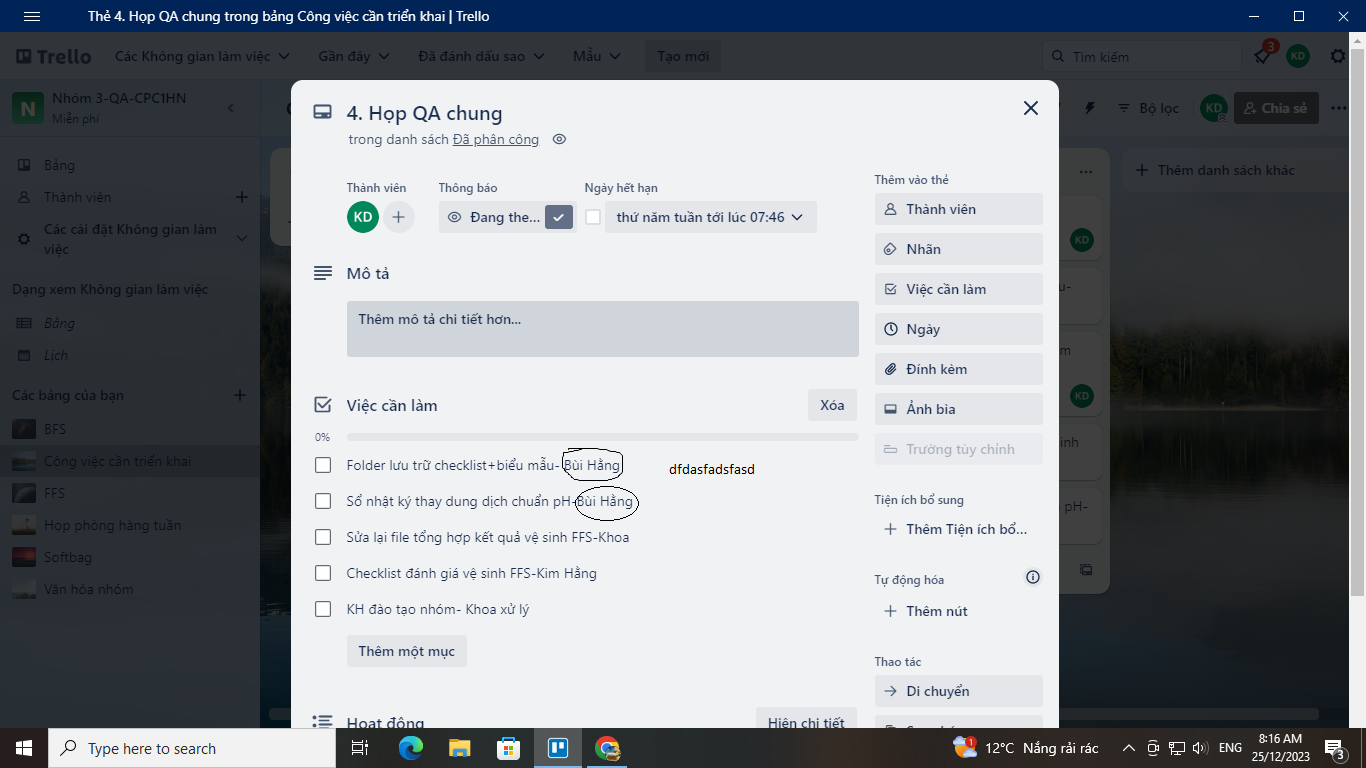 Thẻ 4. Họp QA chung trong bảng Công việc cần triển khai | Trello
Trello Các Không gian làm việc Gần đây Đã đánh dấu sao Mẫu Tạo mới Tìm kiếm 3 KD
N Nhóm 3-QA-CPC1HN
Miễn phí
Bộ lọc KD Chia sẻ
Bảng
Thành viên
Các cài đặt Không gian làm
việc
Dạng xem Không gian làm việc
Bảng
Lịch
Các bảng của bạn
BFS
Công việc cần triển khai
FFS
Họp phòng hàng tuần
Softbag
Văn hóa nhóm
4. Họp QA chung
trong danh sách Đã phân công
Thành viên Thông báo Ngày hết hạn
KD Đang the... thứ năm tuần tới lúc 07:46
Mô tả
Thêm mô tả chi tiết hơn...
Việc cần làm Xóa
0%
Folder lưu trữ checklist+biểu mẫu- Bùi Hằng dfdasfadsfasd
Sổ nhật ký thay dung dịch chuẩn pH-Bùi Hằng
Sửa lại file tổng hợp kết quả vệ sinh FFS-Khoa
Checklist đánh giá vệ sinh FFS-Kim Hằng
KH đào tạo nhóm- Khoa xử lý
Thêm một mục
Hoạt động Hiện chi tiết
Thêm vào thẻ
Thành viên
Nhãn
Việc cần làm
Ngày
Đính kèm
Ảnh bìa
Trường tùy chỉnh
Tiện ích bổ sung
Thêm Tiện ích bổ...
Tự động hóa
Thêm nút
Thao tác
Di chuyển
Thêm danh sách khác
KD
KD
pH-
Type here to search
1 12°C Nắng rải rác ENG 8:16 AM
25/12/2023 3